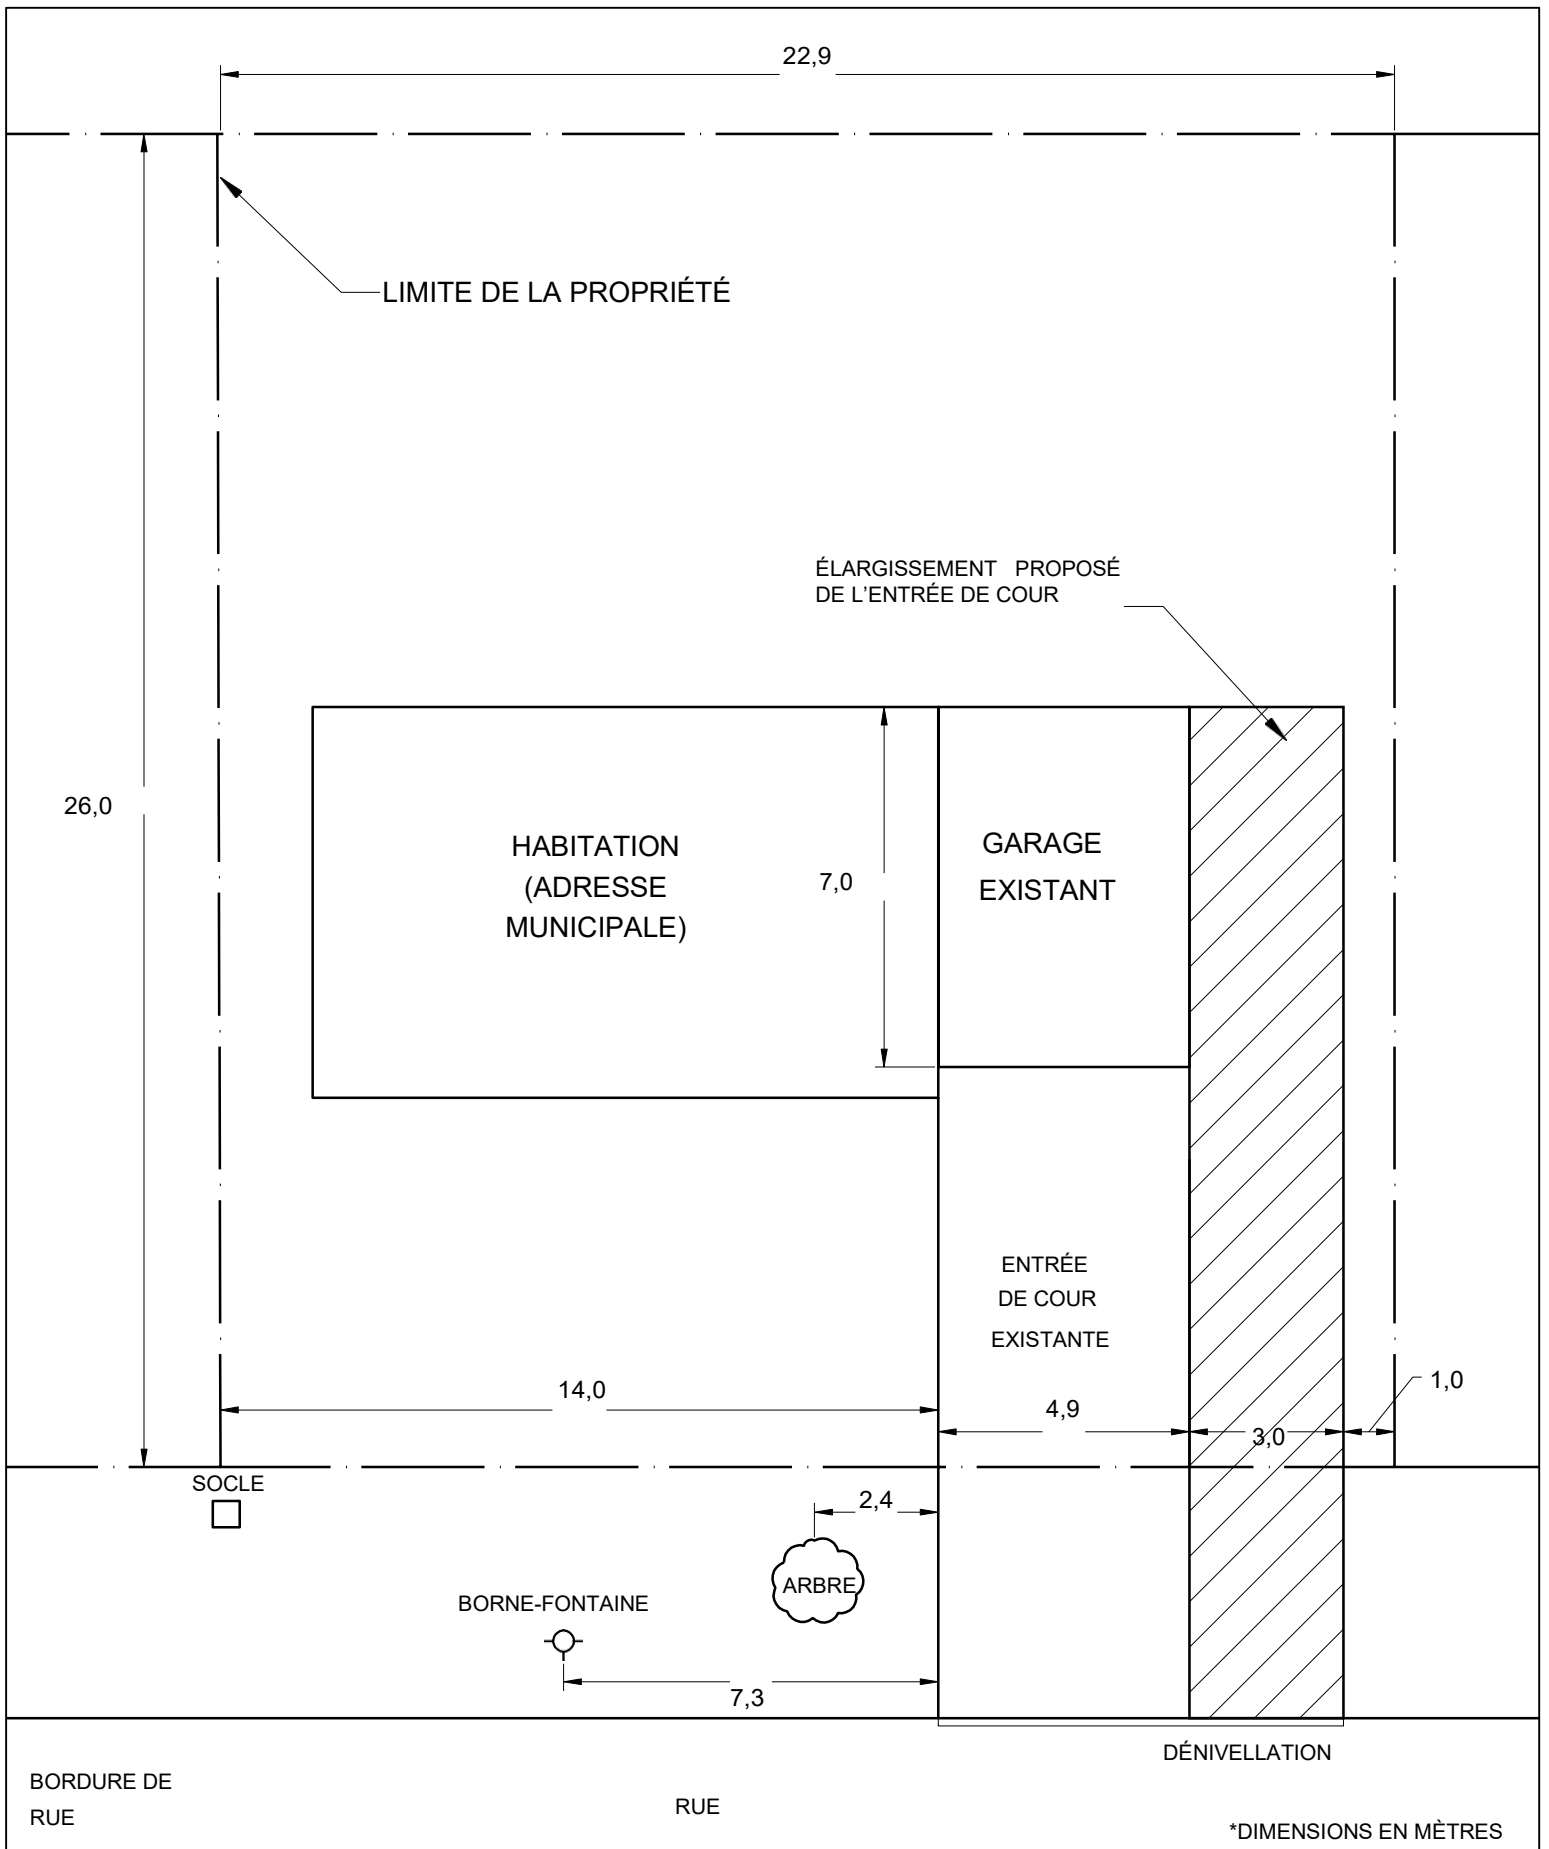 22,9
LIMITE DE LA PROPRIÉTÉ
ÉLARGISSEMENT PROPOSÉ
DE L'ENTRÉE DE COUR
26,0
HABITATION
(ADRESSE
MUNICIPALE)
7,0
GARAGE
EXISTANT
ENTRÉE
DE COUR
EXISTANTE
14,0
4,9
3,0
1,0
SOCLE
2,4
ARBRE
BORNE-FONTAINE
7,3
DÉNIVELLATION
BORDURE DE
RUE
RUE
*DIMENSIONS EN MÈTRES